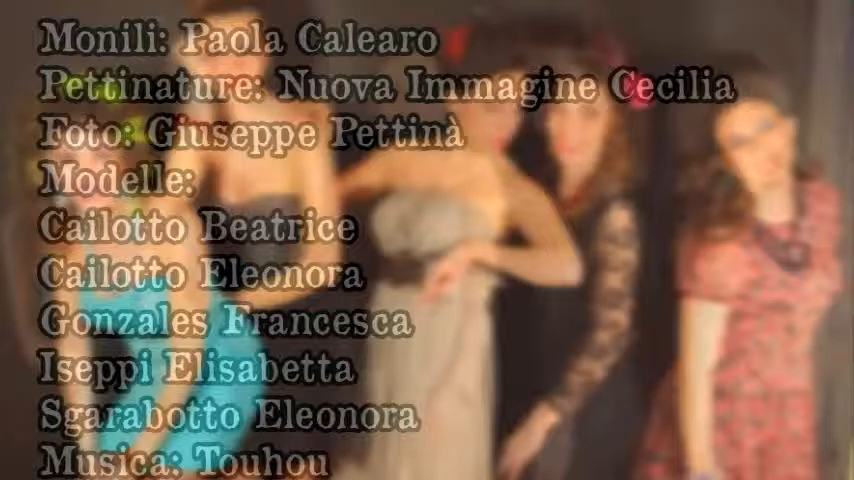 Monili: Paola Calearo
Pettinature: Nuova Immagine Cecilia
Foto: Giuseppe Pettinà
Modelle:
Cailotto Beatrice
Cailotto Eleonora
Gonzales Francesca
Iseppi Elisabetta
Sgarabotto Eleonora
Musica: Touhou